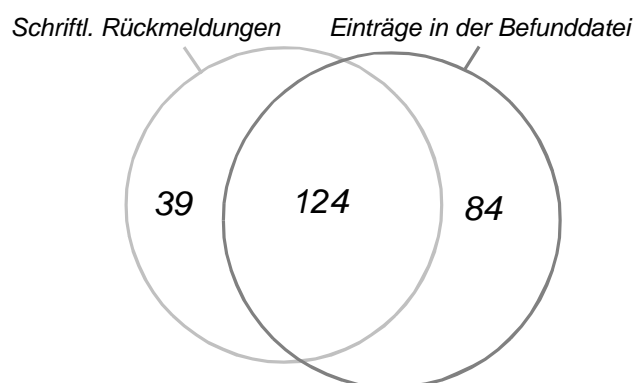 Schriftl. Rückmeldungen
Einträge in der Befunddatei
39
124
84